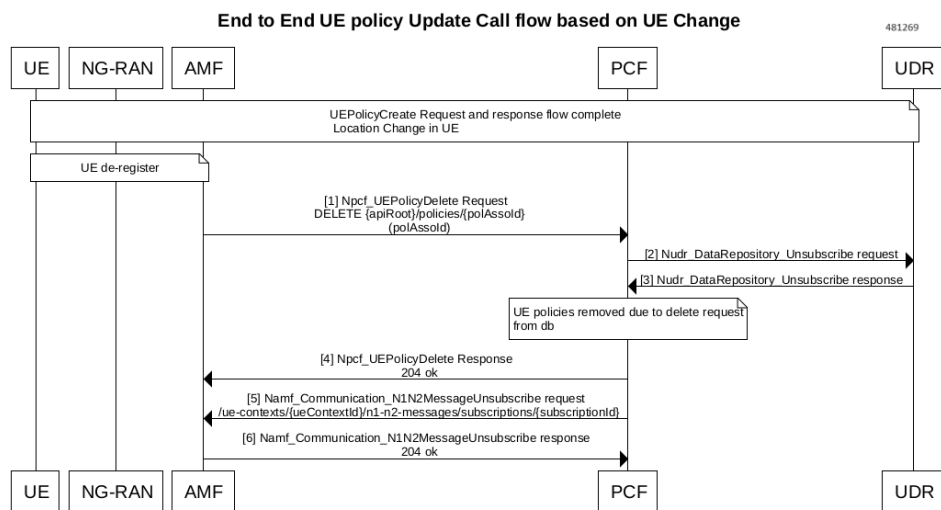 End to End UE policy Update Call flow based on UE Change
481269
UE
NG-RAN
AMF
PCF
UDR
UEPolicyCreate Request and response flow complete
Location Change in UE
UE de-register
[1] Npcf_UEPolicyDelete Request
DELETE {apiRoot}/policies/{polAssoId}
(polAssoId)
[2] Nudr_DataRepository_Unsubscribe request
[3] Nudr_DataRepository_Unsubscribe response
UE policies removed due to delete request
from db
[4] Npcf_UEPolicyDelete Response
204 ok
[5] Namf_Communication_N1N2MessageUnsubscribe request
/ue-contexts/{ueContextId}/n1-n2-messages/subscriptions/{subscriptionId}
[6] Namf_Communication_N1N2MessageUnsubscribe response
204 ok
UE
NG-RAN
AMF
PCF
UDR